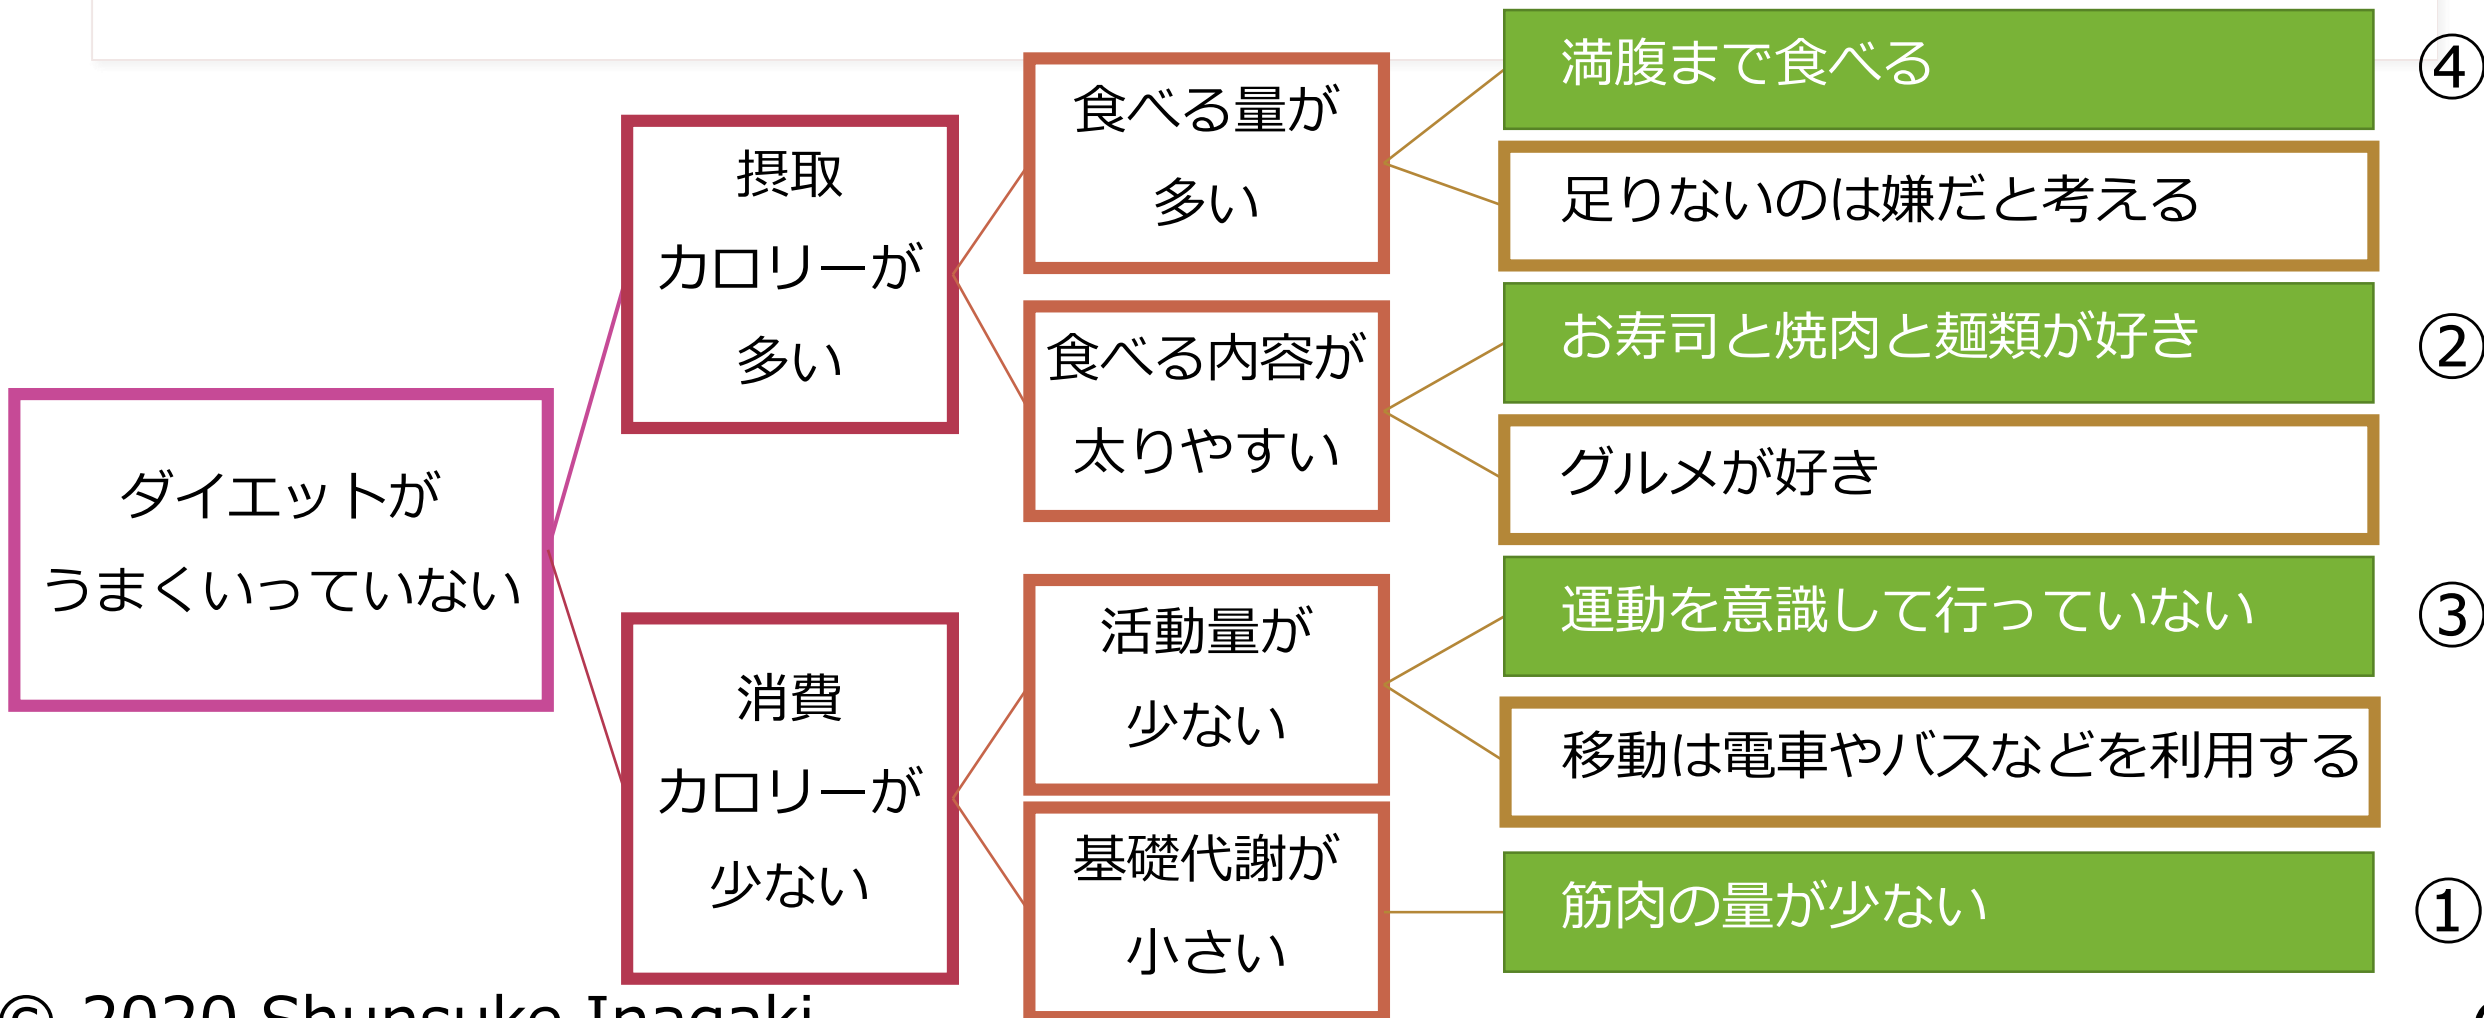 ダイエットが
うまくいっていない
摂取
カロリーが
多い
消費
カロリーが
少ない
食べる量が
多い
食べる内容が
太りやすい
活動量が
少ない
基礎代謝が
小さい
満腹まで食べる
④
足りないのは嫌だと考える
お寿司と焼肉と麺類が好き
②
グルメが好き
運動を意識して行っていない
③
移動は電車やバスなどを利用する
筋肉の量が少ない
①
© 2020 Shunsuke Inagaki